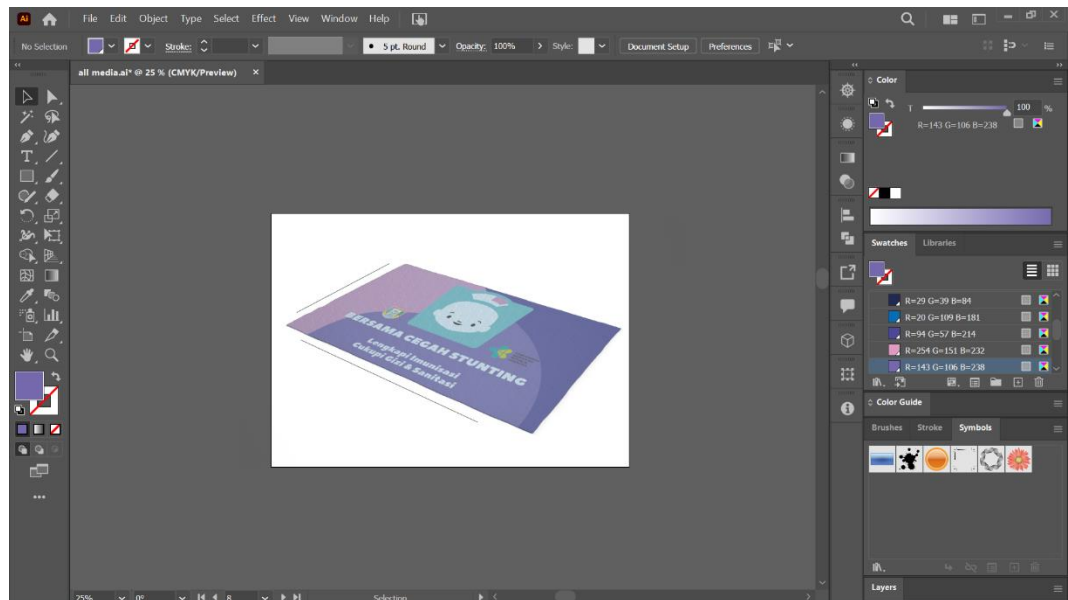 File Edit Object Type Select Effect View Window Help
No Selection Stroke: 5 pt. Round Opacity: 100% Style: Document Setup Preferences
all media.ai* @ 25 % (CMYK/Preview)
BERSAMA CEGAH STUNTING
Lengkapi Imunisasi
Cukupi Gizi & Sanitasi
25% 0° 8 Selection
Color
T 100 %
R=143 G=106 B=238
Swatches Libraries
R=29 G=39 B=84
R=20 G=109 B=181
R=94 G=57 B=214
R=254 G=151 B=232
R=143 G=106 B=238
Color Guide
Brushes Stroke Symbols
Layers